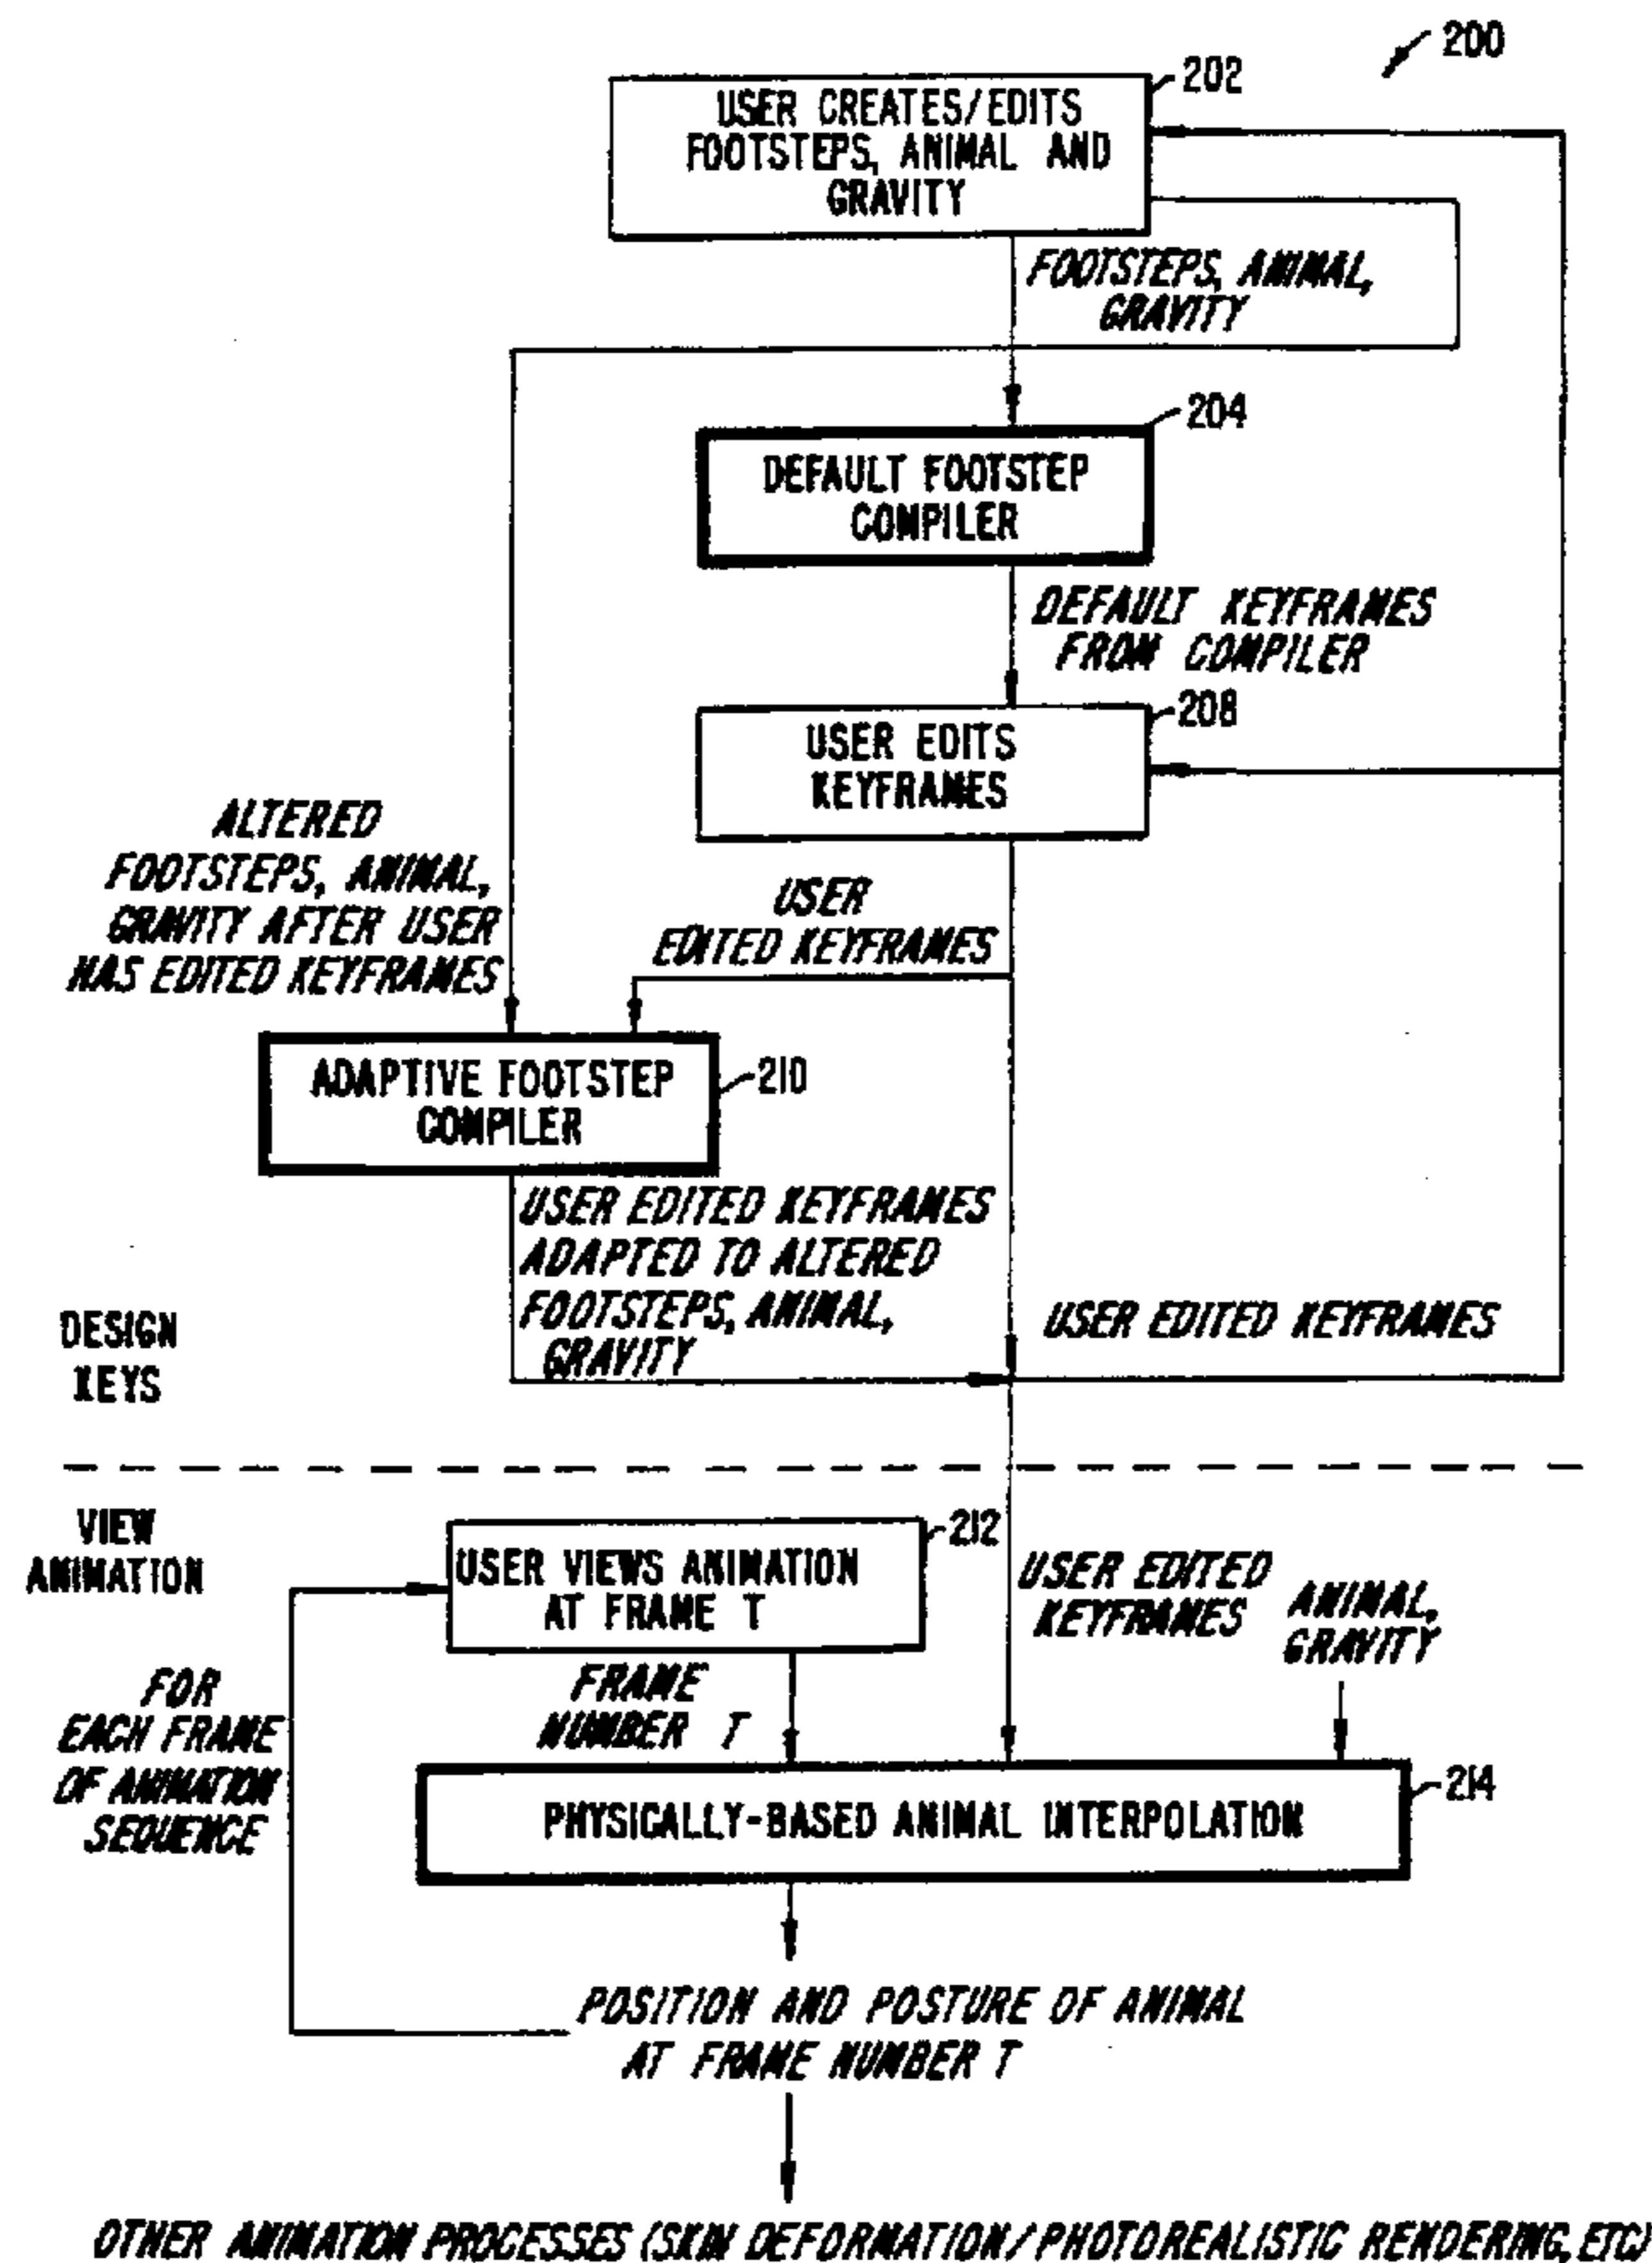 200
202
USER CREATES/EDITS
FOOTSTEPS, ANIMAL AND
GRAVITY
FOOTSTEPS, ANIMAL,
GRAVITY
204
DEFAULT FOOTSTEP
COMPILER
DEFAULT KEYFRAMES
FROM COMPILER
208
USER EDITS
KEYFRAMES
ALTERED
FOOTSTEPS, ANIMAL,
GRAVITY AFTER USER
HAS EDITED KEYFRAMES
USER
EDITED KEYFRAMES
ADAPTIVE FOOTSTEP
COMPILER
210
USER EDITED KEYFRAMES
ADAPTED TO ALTERED
FOOTSTEPS, ANIMAL,
GRAVITY
USER EDITED KEYFRAMES
DESIGN
KEYS
VIEW
ANIMATION
212
USER VIEWS ANIMATION
AT FRAME T
USER EDITED
KEYFRAMES
ANIMAL,
GRAVITY
FOR
EACH FRAME
OF ANIMATION
SEQUENCE
FRAME
NUMBER T
214
PHYSICALLY-BASED ANIMAL INTERPOLATION
POSITION AND POSTURE OF ANIMAL
AT FRAME NUMBER T
OTHER ANIMATION PROCESSES (SKIN DEFORMATION/PHOTOREALISTIC RENDERING, ETC)